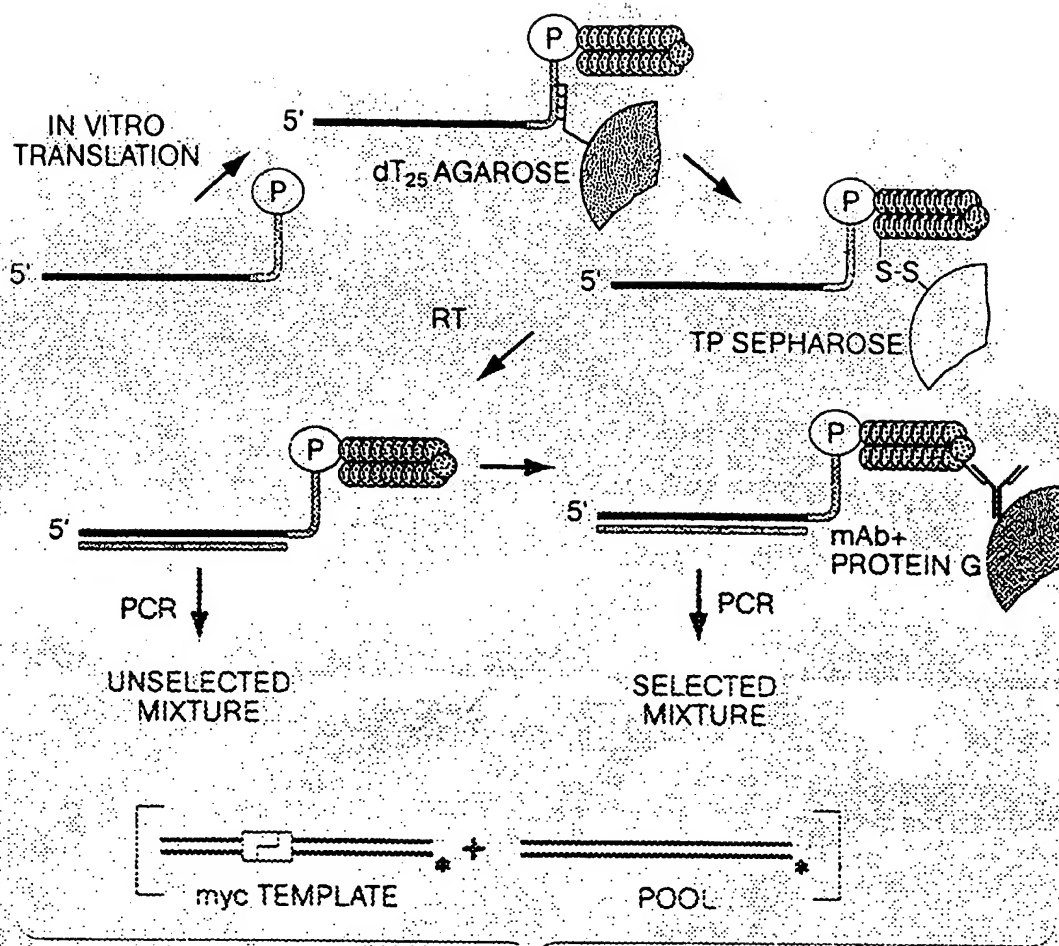 P
IN VITRO
TRANSLATION
5'
dT₂₅ AGAROSE
P
5'
P
5'
S-S
TP SEPHAROSE
RT
P
5'
P
5'
mAb+
PROTEIN G
PCR
PCR
UNSELECTED
MIXTURE
SELECTED
MIXTURE
* + *
myc TEMPLATE
POOL